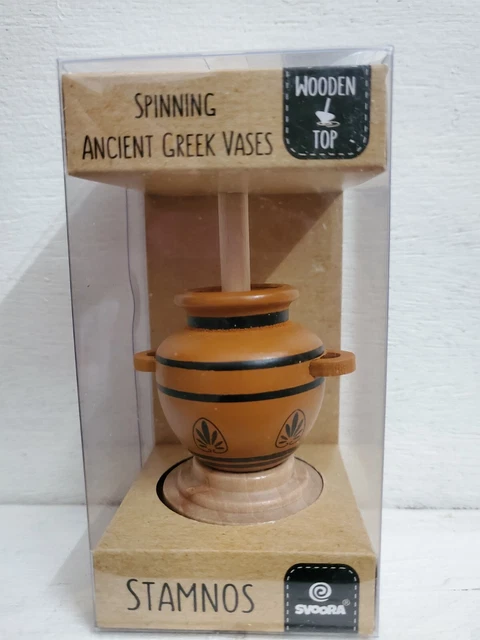 SPINNING
ANCIENT GREEK VASES
WOODEN
TOP
STAMNOS
SVOORA®